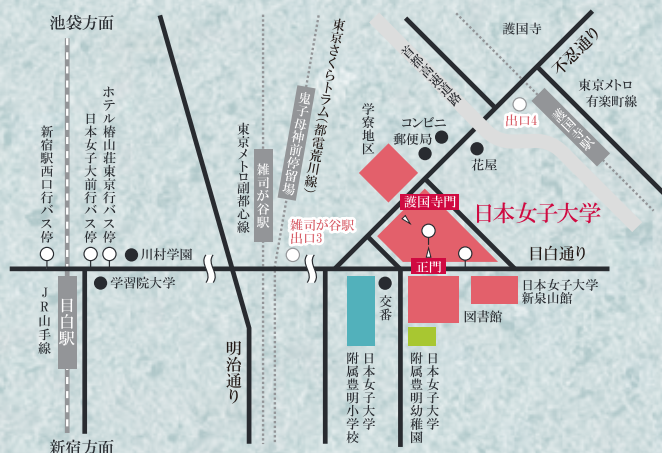 池袋方面
護国寺
不忍通り
東京メトロ
有楽町線
首都高速道路
東京さくらトラム(都電荒川線)
鬼子母神前停留場
出口4
護国寺駅
コンビニ
郵便局
花屋
学寮地区
ホテル椿山荘東京行バス停
日本女子大前行バス停
新宿駅西口行バス停
東京メトロ副都心線
雑司が谷駅
雑司が谷駅
出口3
護国寺門
日本女子大学
目白通り
正門
川村学園
学習院大学
JR山手線
目白駅
明治通り
交番
図書館
日本女子大学
新泉山館
日本女子大学
附属豊明小学校
日本女子大学
附属豊明幼稚園
新宿方面